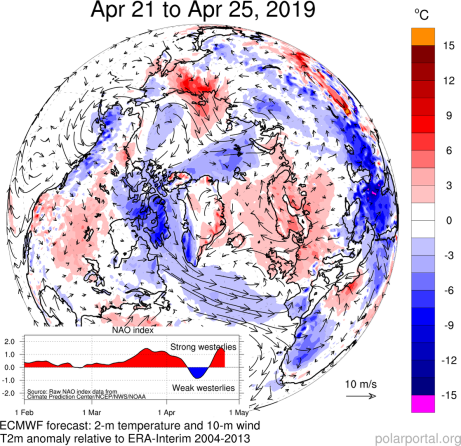 Apr 21 to Apr 25, 2019
°C
15
12
9
6
3
1
0
-1
-3
-6
-9
-12
-15
10 m/s
NAO index
2.0
1.0
0.0
-1.0
-2.0
Strong westerlies
Weak westerlies
Source: Raw NAO index data from
Climate Prediction Center/NCEP/NWS/NOAA
1 Feb
1 Mar
1 Apr
1 May
ECMWF forecast: 2-m temperature and 10-m wind
T2m anomaly relative to ERA-Interim 2004-2013
polarportal.org